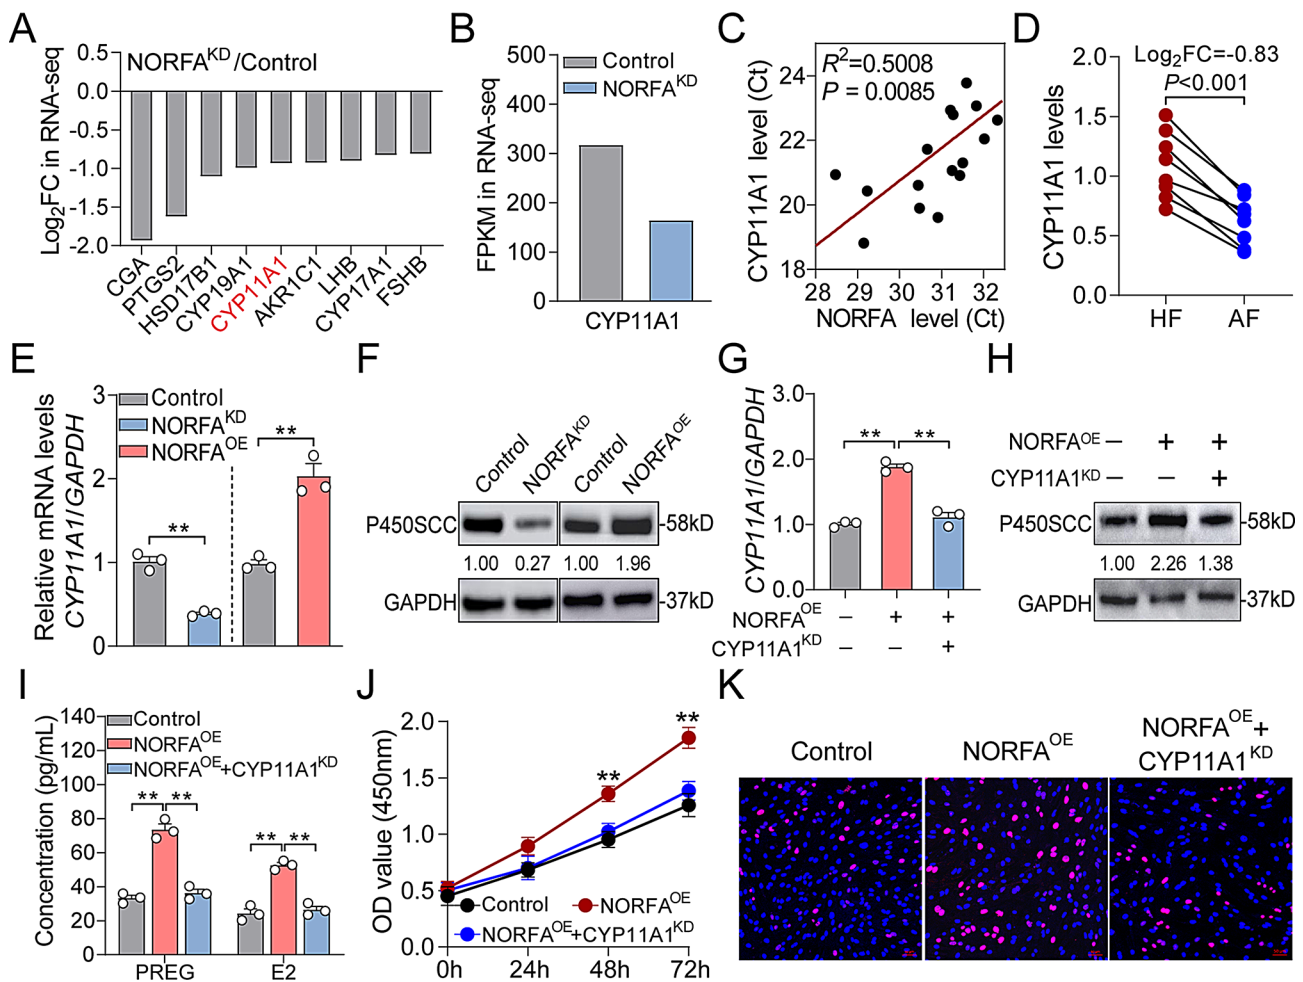 A
Log2FC in RNA-seq
NORFA^KD/Control
0.5
0.0
-0.5
-1.0
-1.5
-2.0
CGA
PTGS2
HSD17B1
CYP19A1
CYP11A1
AKR1C1
LHB
CYP17A1
FSHB
B
FPKM in RNA-seq
500
400
300
200
100
0
Control
NORFA^KD
CYP11A1
C
CYP11A1 level (Ct)
R²=0.5008
P = 0.0085
24
22
20
18
28 29 30 31 32
NORFA level (Ct)
D
CYP11A1 levels
Log2FC=-0.83
P<0.001
2.0
1.5
1.0
0.5
0.0
HF AF
E
Relative mRNA levels
CYP11A1/GAPDH
3
2
1
0
Control
NORFA^KD
NORFA^OE
**
**
F
Control NORFA^KD Control NORFA^OE
P450SCC -58kD
1.00 0.27 1.00 1.96
GAPDH -37kD
G
CYP11A1/GAPDH
3.0
2.0
1.0
0.0
** **
NORFA^OE − + +
CYP11A1^KD − − +
H
NORFA^OE − + +
CYP11A1^KD − − +
P450SCC -58kD
1.00 2.26 1.38
GAPDH -37kD
I
Concentration (pg/mL)
140
120
100
80
60
40
20
0
Control
NORFA^OE
NORFA^OE+CYP11A1^KD
** **
** **
PREG E2
J
OD value (450nm)
2.0
1.5
1.0
0.5
0.0
**
**
Control NORFA^OE
NORFA^OE+CYP11A1^KD
0h 24h 48h 72h
K
Control
NORFA^OE
NORFA^OE+
CYP11A1^KD